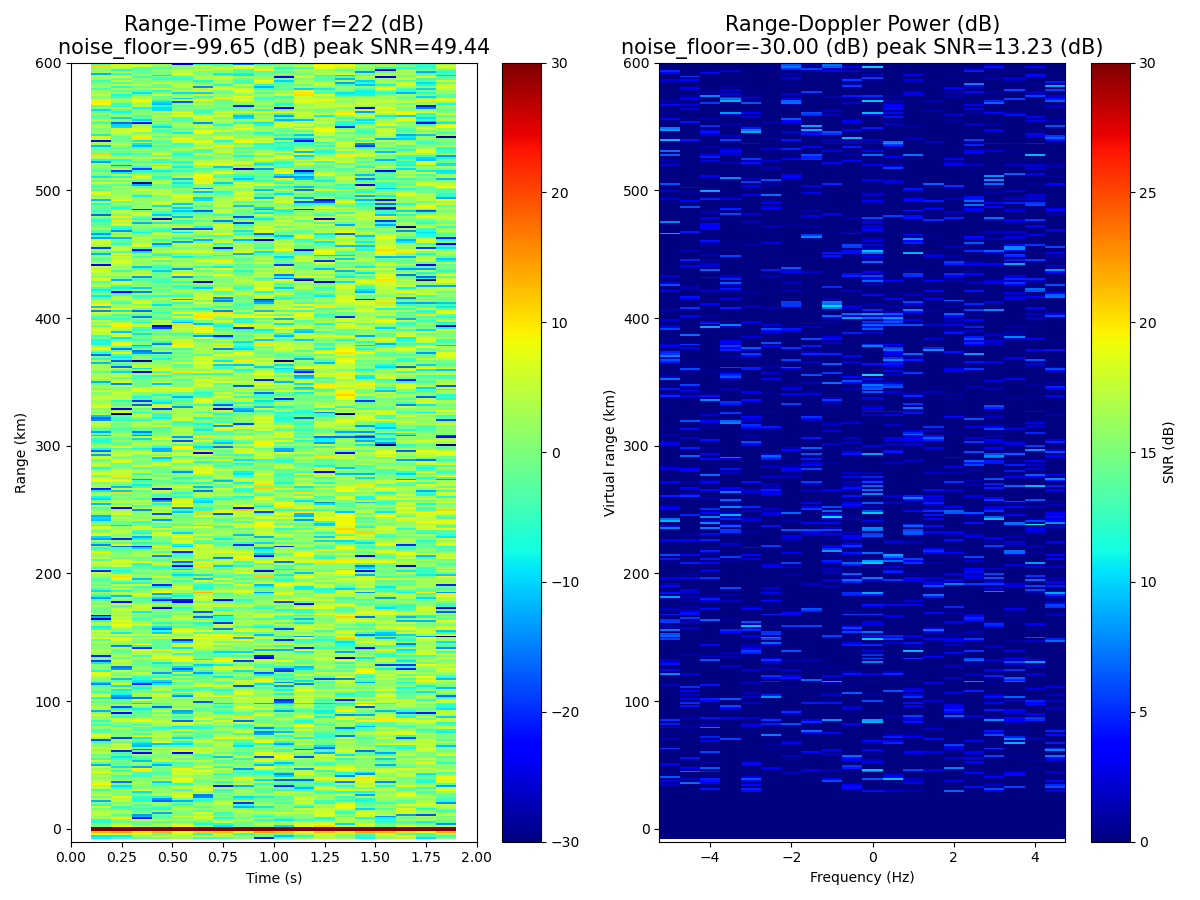 Range-Time Power f=22 (dB)
noise_floor=-99.65 (dB) peak SNR=49.44
Range-Doppler Power (dB)
noise_floor=-30.00 (dB) peak SNR=13.23 (dB)
600
500
400
300
200
100
0
Range (km)
0.00 0.25 0.50 0.75 1.00 1.25 1.50 1.75 2.00
Time (s)
30
20
10
0
−10
−20
−30
600
500
400
300
200
100
0
Virtual range (km)
−4 −2 0 2 4
Frequency (Hz)
30
25
20
15
10
5
0
SNR (dB)